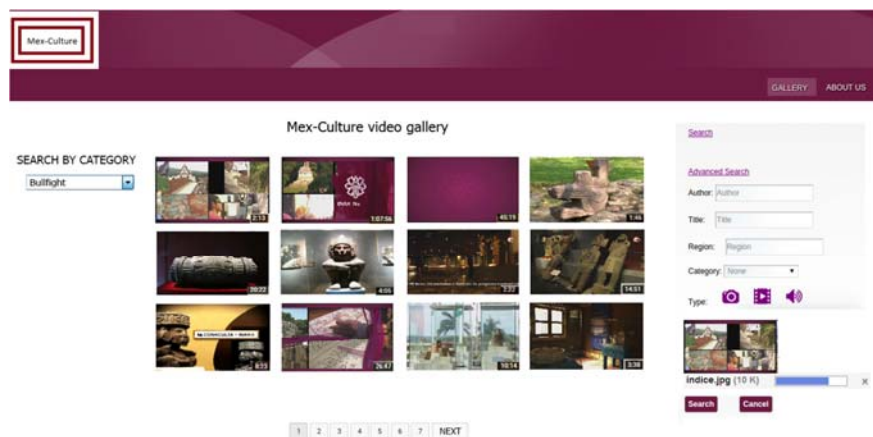 Mex-Culture
GALLERY ABOUT US
Mex-Culture video gallery
SEARCH BY CATEGORY
Bullfight
2:13
1:07:56
45:19
1:46
20:22
4:05
2:22
14:51
8:25
26:47
10:14
3:38
1 2 3 4 5 6 7 NEXT
Search
Advanced Search
Author: Author
Title: Title
Region: Region
Category: None
Type:
indice.jpg (10 K)
Search Cancel